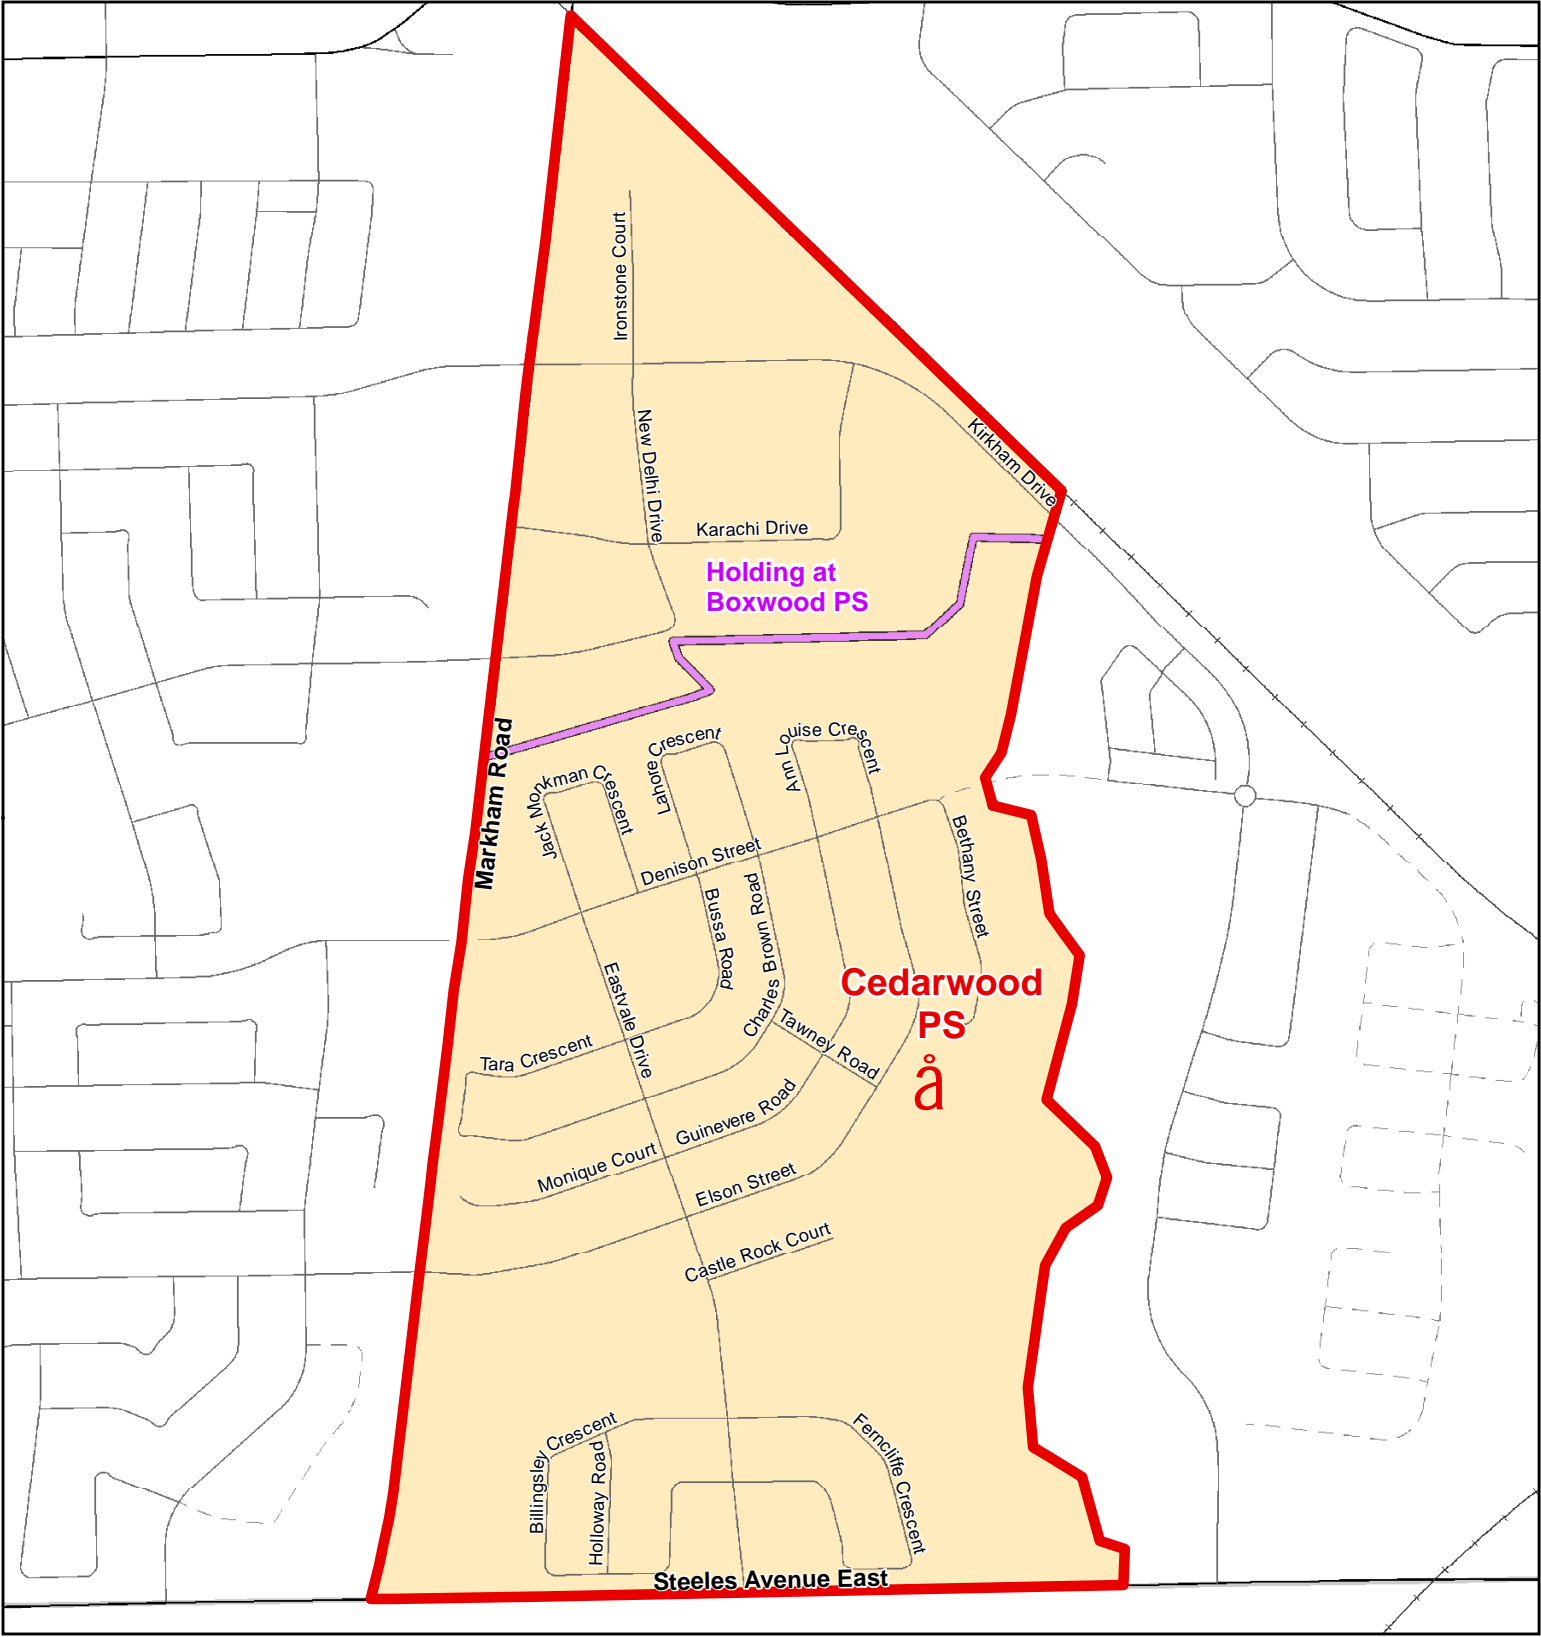 Ironstone Court
New Delhi Drive
Kirkham Drive
Karachi Drive
Holding at
Boxwood PS
Markham Road
Jack Monkman Crescent
Lahore Crescent
Ann Louise Crescent
Denison Street
Bethany Street
Bussa Road
Charles Brown Road
Eastvale Drive
Cedarwood
PS
å
Tawney Road
Tara Crescent
Guinevere Road
Monique Court
Elson Street
Castle Rock Court
Billingsley Crescent
Holloway Road
Ferncliffe Crescent
Steeles Avenue East